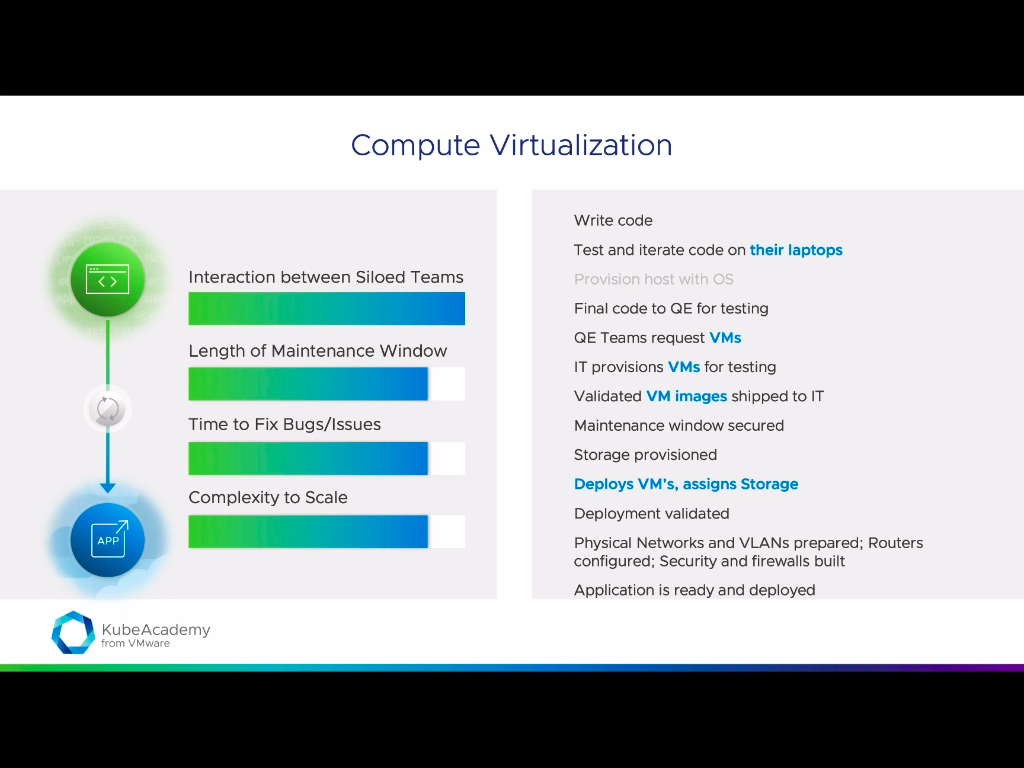 Compute Virtualization
Interaction between Siloed Teams
Length of Maintenance Window
Time to Fix Bugs/Issues
Complexity to Scale
APP
Write code
Test and iterate code on their laptops
Provision host with OS
Final code to QE for testing
QE Teams request VMs
IT provisions VMs for testing
Validated VM images shipped to IT
Maintenance window secured
Storage provisioned
Deploys VM's, assigns Storage
Deployment validated
Physical Networks and VLANs prepared; Routers
configured; Security and firewalls built
Application is ready and deployed
KubeAcademy
from VMware